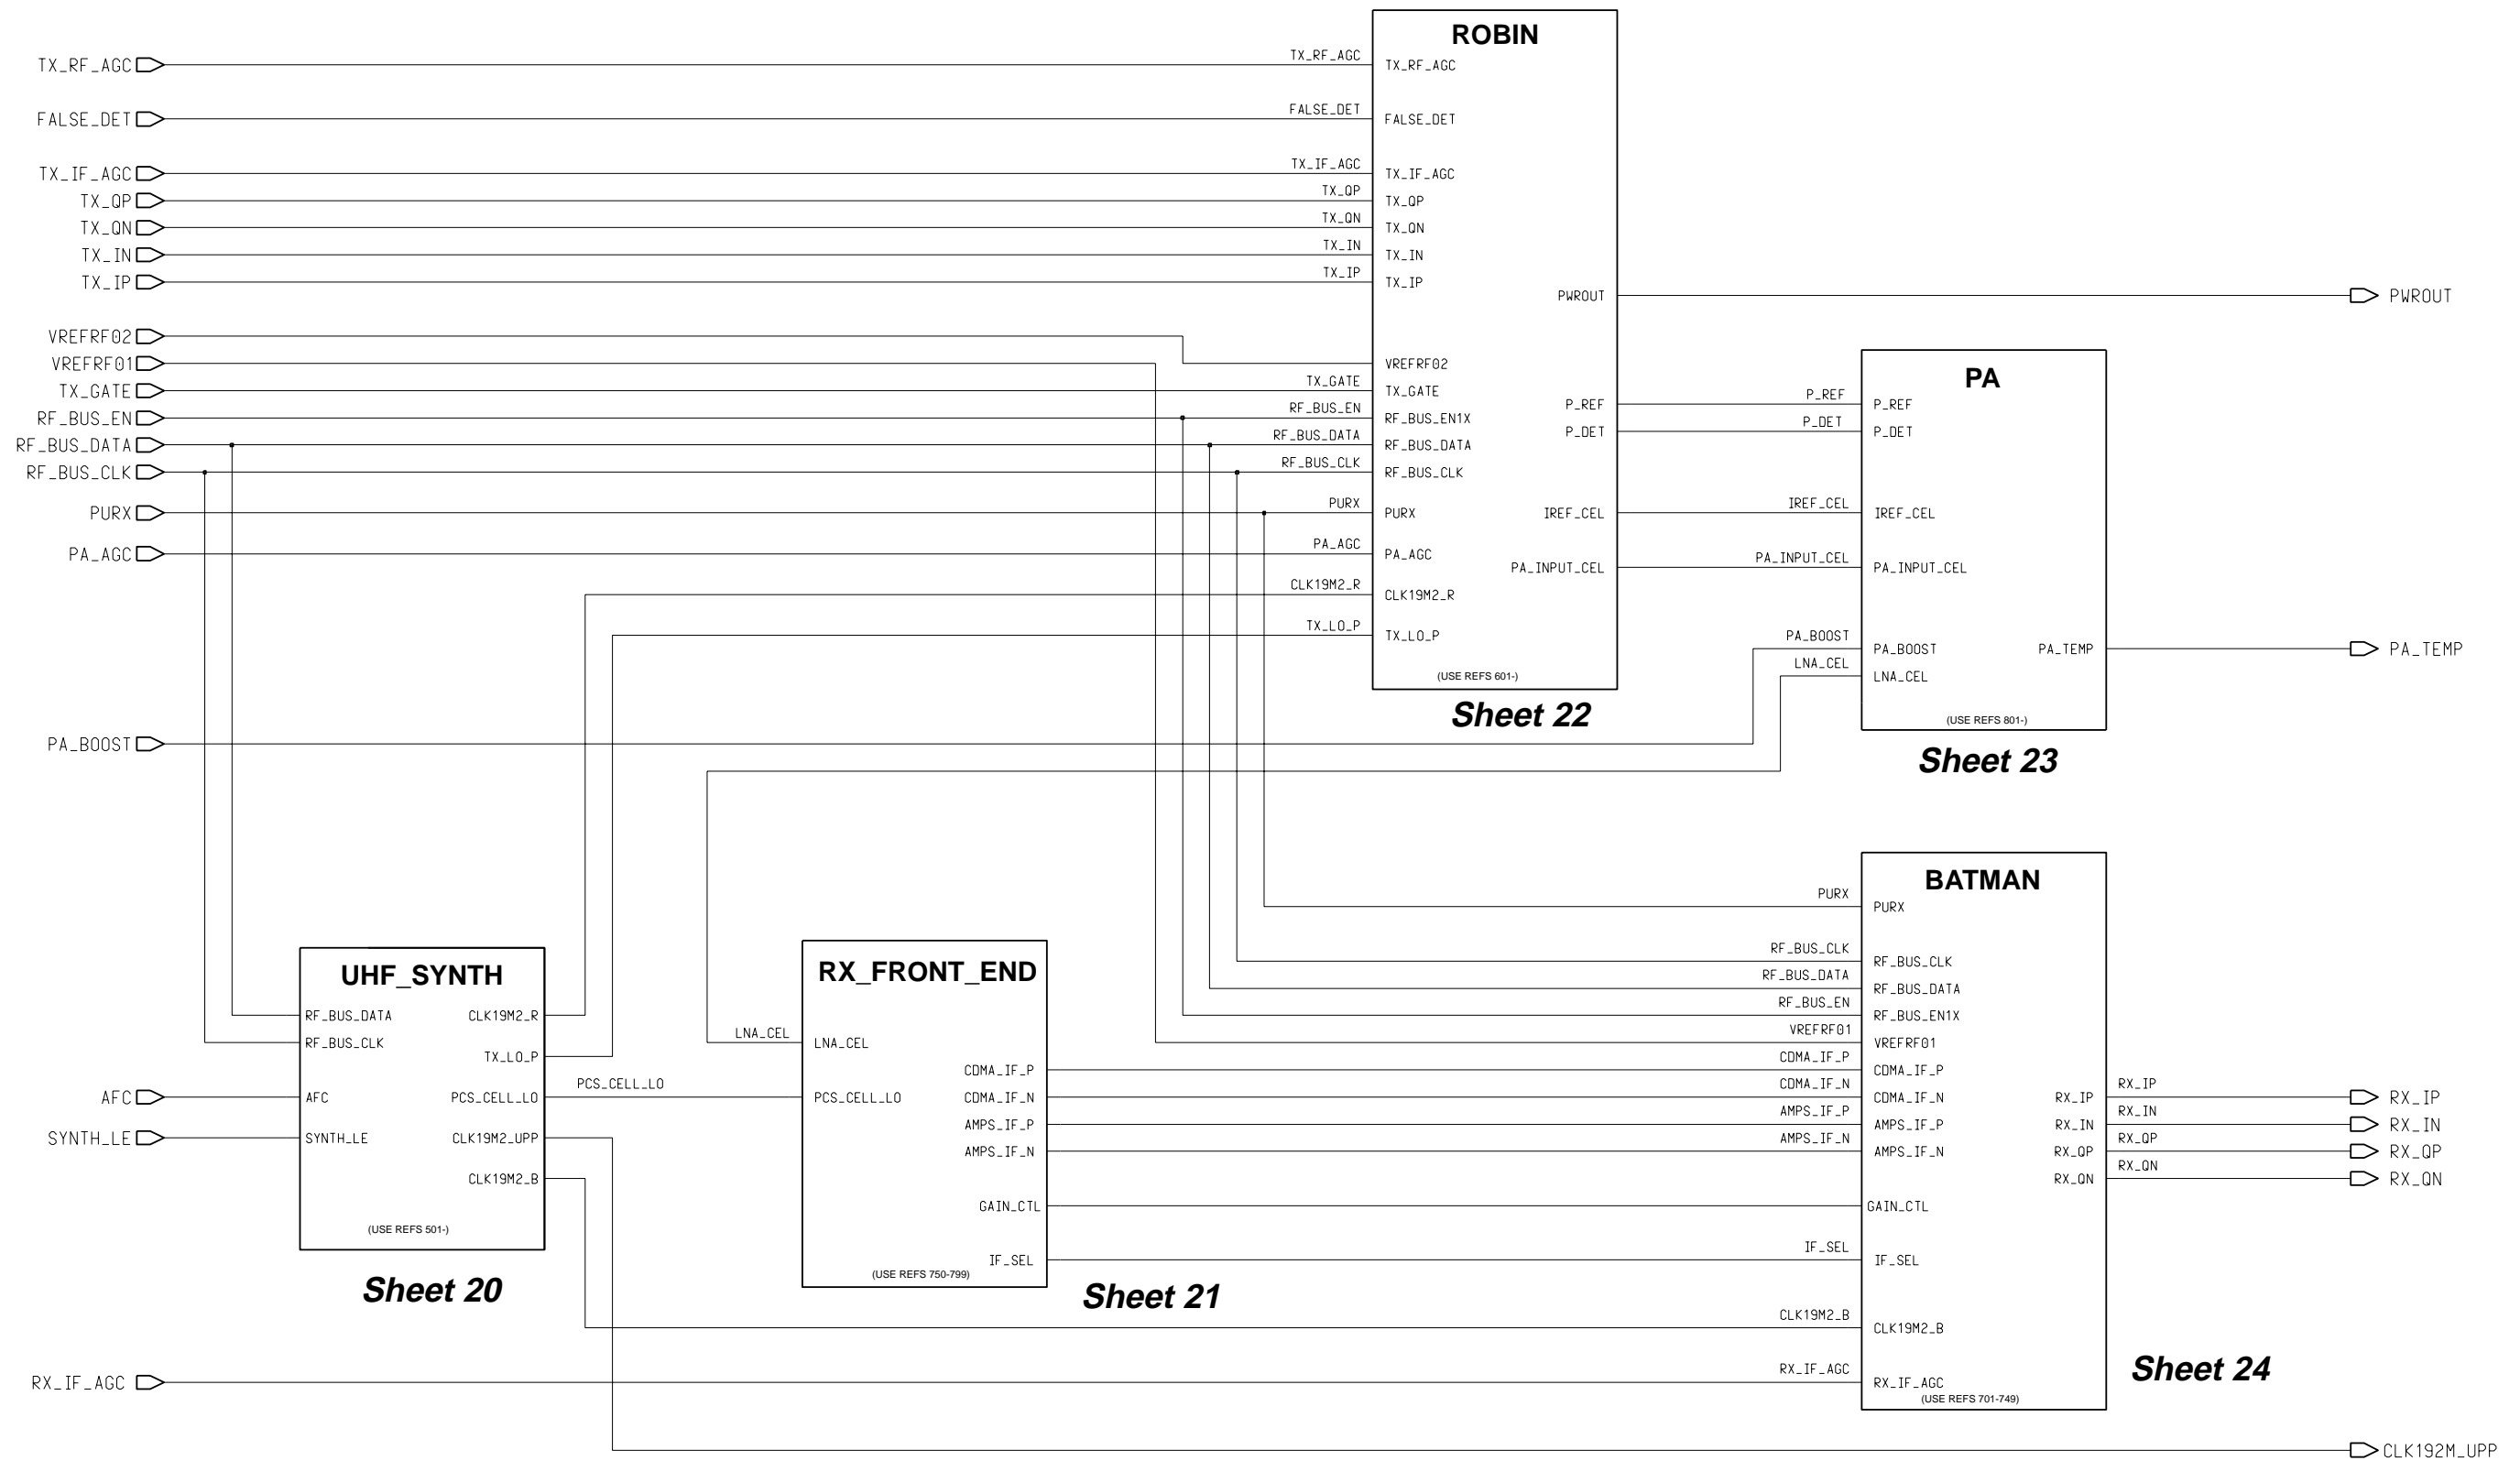 ROBIN
TX_RF_AGC
TX_RF_AGC
TX_RF_AGC
FALSE_DET
FALSE_DET
FALSE_DET
TX_IF_AGC
TX_IF_AGC
TX_IF_AGC
TX_QP
TX_QP
TX_QP
TX_QN
TX_QN
TX_QN
TX_IN
TX_IN
TX_IN
TX_IP
TX_IP
TX_IP
PWROUT
PWROUT
VREFRF02
VREFRF02
VREFRF01
TX_GATE
TX_GATE
TX_GATE
RF_BUS_EN
RF_BUS_EN
RF_BUS_EN1X
RF_BUS_DATA
RF_BUS_DATA
RF_BUS_DATA
RF_BUS_CLK
RF_BUS_CLK
RF_BUS_CLK
PURX
PURX
PURX
PA_AGC
PA_AGC
PA_AGC
CLK19M2_R
CLK19M2_R
TX_LO_P
TX_LO_P
P_REF
P_DET
IREF_CEL
PA_INPUT_CEL
(USE REFS 601-)
Sheet 22
PA
P_REF
P_REF
P_DET
P_DET
IREF_CEL
IREF_CEL
PA_INPUT_CEL
PA_INPUT_CEL
PA_BOOST
PA_BOOST
LNA_CEL
LNA_CEL
PA_TEMP
PA_TEMP
(USE REFS 801-)
Sheet 23
PA_BOOST
UHF_SYNTH
RF_BUS_DATA
RF_BUS_CLK
AFC
AFC
SYNTH_LE
SYNTH_LE
CLK19M2_R
TX_LO_P
PCS_CELL_LO
CLK19M2_UPP
CLK19M2_B
(USE REFS 501-)
Sheet 20
PCS_CELL_LO
RX_FRONT_END
LNA_CEL
LNA_CEL
PCS_CELL_LO
CDMA_IF_P
CDMA_IF_N
AMPS_IF_P
AMPS_IF_N
GAIN_CTL
IF_SEL
(USE REFS 750-799)
Sheet 21
BATMAN
PURX
PURX
RF_BUS_CLK
RF_BUS_CLK
RF_BUS_DATA
RF_BUS_DATA
RF_BUS_EN
RF_BUS_EN1X
VREFRF01
VREFRF01
CDMA_IF_P
CDMA_IF_P
CDMA_IF_N
CDMA_IF_N
AMPS_IF_P
AMPS_IF_P
AMPS_IF_N
AMPS_IF_N
GAIN_CTL
IF_SEL
IF_SEL
CLK19M2_B
CLK19M2_B
RX_IF_AGC
RX_IF_AGC
RX_IF_AGC
(USE REFS 701-749)
RX_IP
RX_IP
RX_IP
RX_IN
RX_IN
RX_IN
RX_QP
RX_QP
RX_QP
RX_QN
RX_QN
RX_QN
Sheet 24
CLK192M_UPP